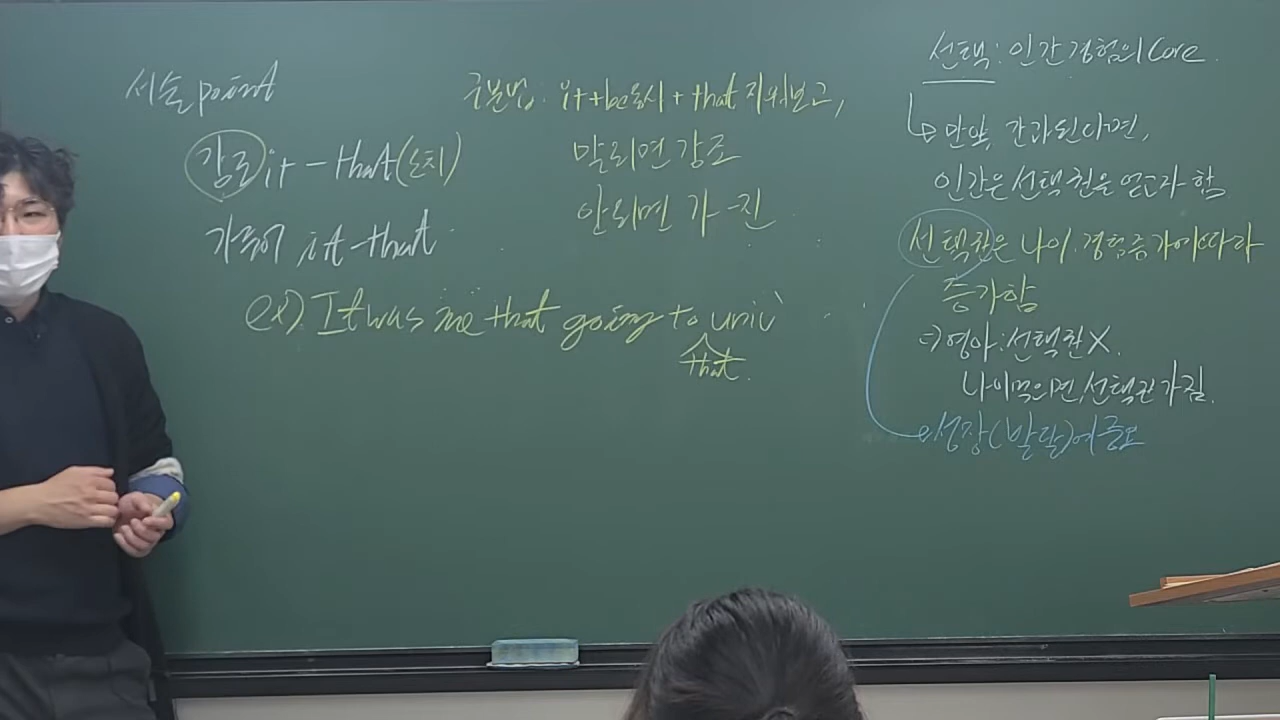 서술 point
강조 it-that(도치)
가주어 it-that
구분법: it+be동사+that 지워보고,
말되면 강조
안되면 가-진
ex) It was me that going to univ
that
선택: 인간경험의 Core.
만약, 간과된다면,
인간은 선택권을 얻고자 함.
선택권은 나이·경험증가에 따라
증가함
⇒ 영아: 선택권X.
나이먹으면, 선택권 가짐.
성장(발달)에 중요